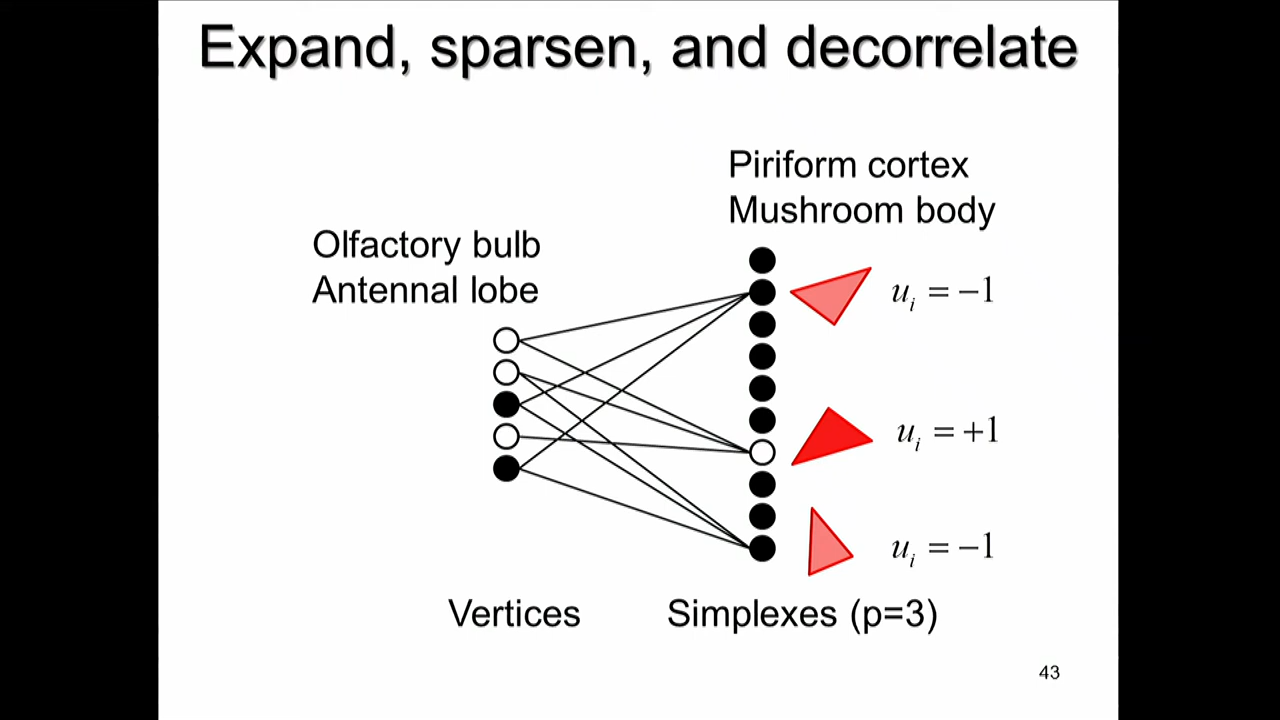 Expand, sparsen, and decorrelate
Piriform cortex
Mushroom body
Olfactory bulb
Antennal lobe
u_i = −1
u_i = +1
u_i = −1
Vertices
Simplexes (p=3)
43